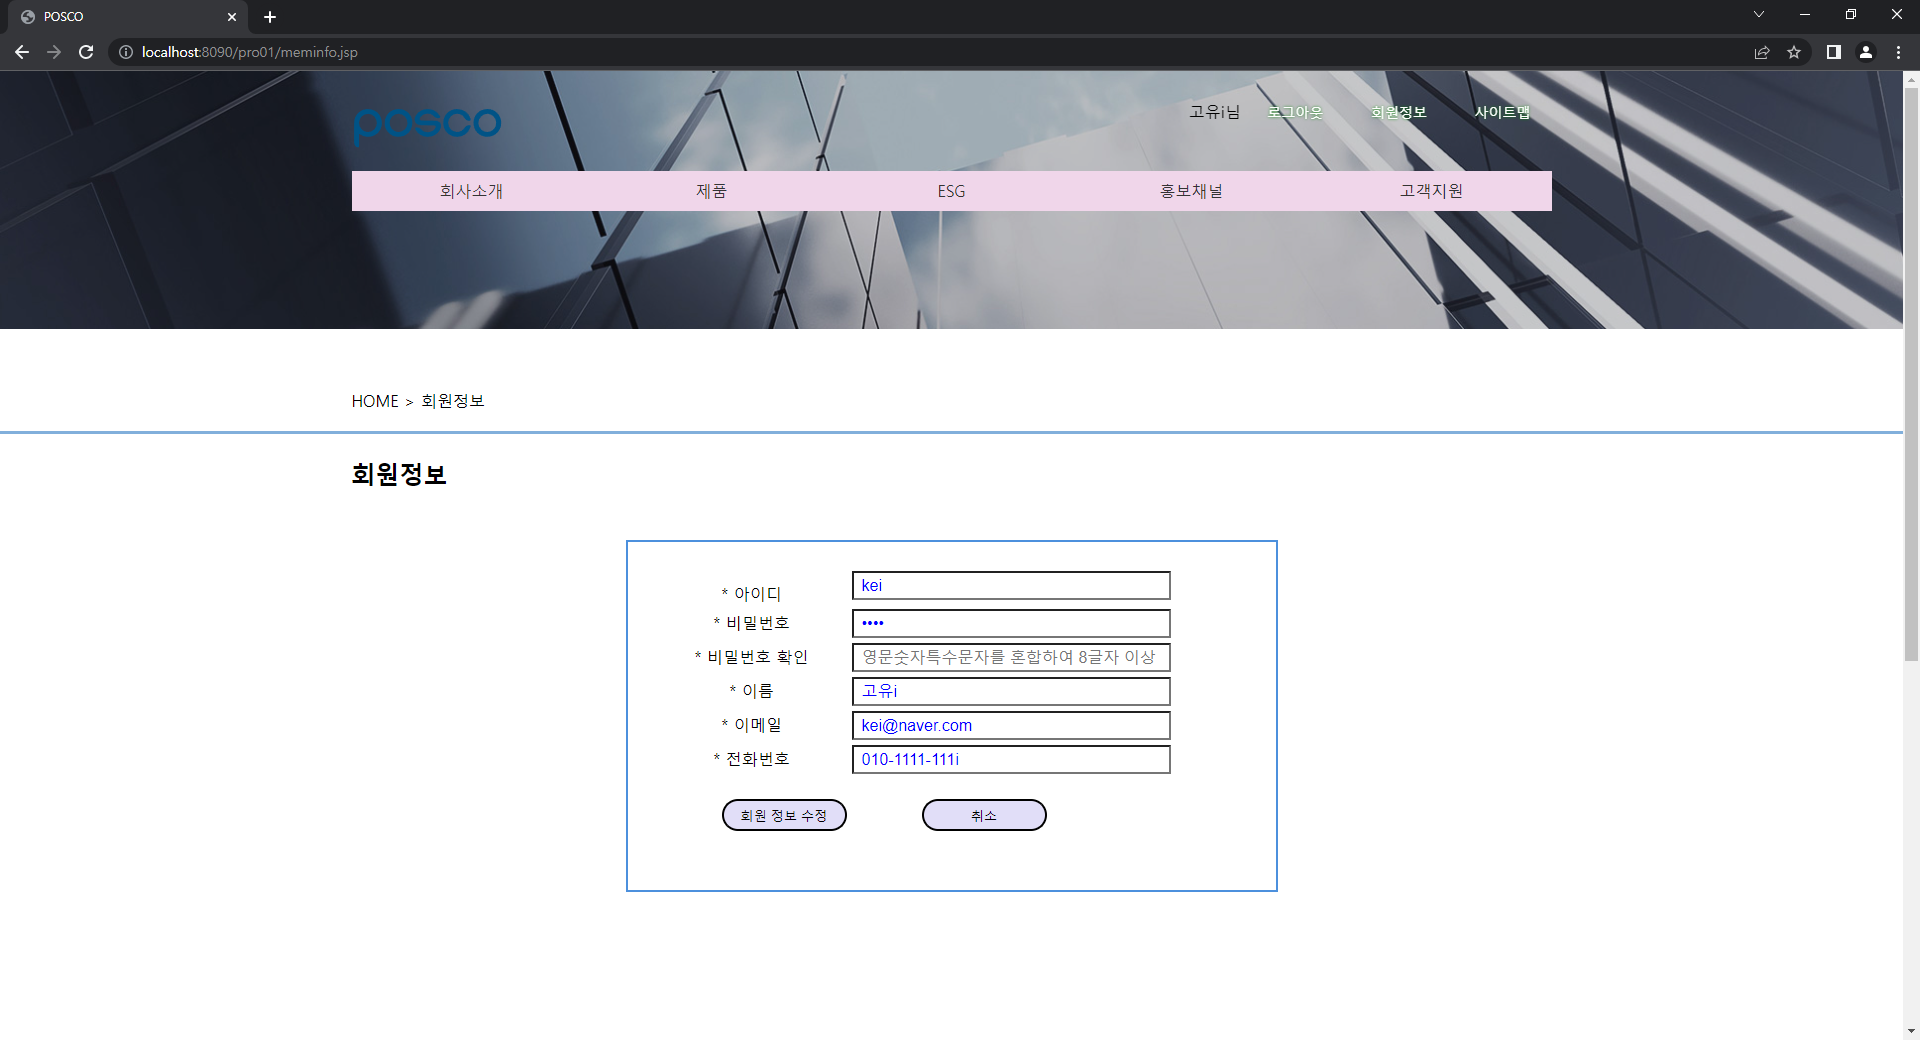 POSCO
localhost:8090/pro01/meminfo.jsp
posco
고유i님 로그아웃 회원정보 사이트맵
회사소개 제품 ESG 홍보채널 고객지원
HOME > 회원정보
회원정보
* 아이디 kei
* 비밀번호 ••••
* 비밀번호 확인 영문숫자특수문자를 혼합하여 8글자 이상
* 이름 고유i
* 이메일 kei@naver.com
* 전화번호 010-1111-111i
회원 정보 수정 취소